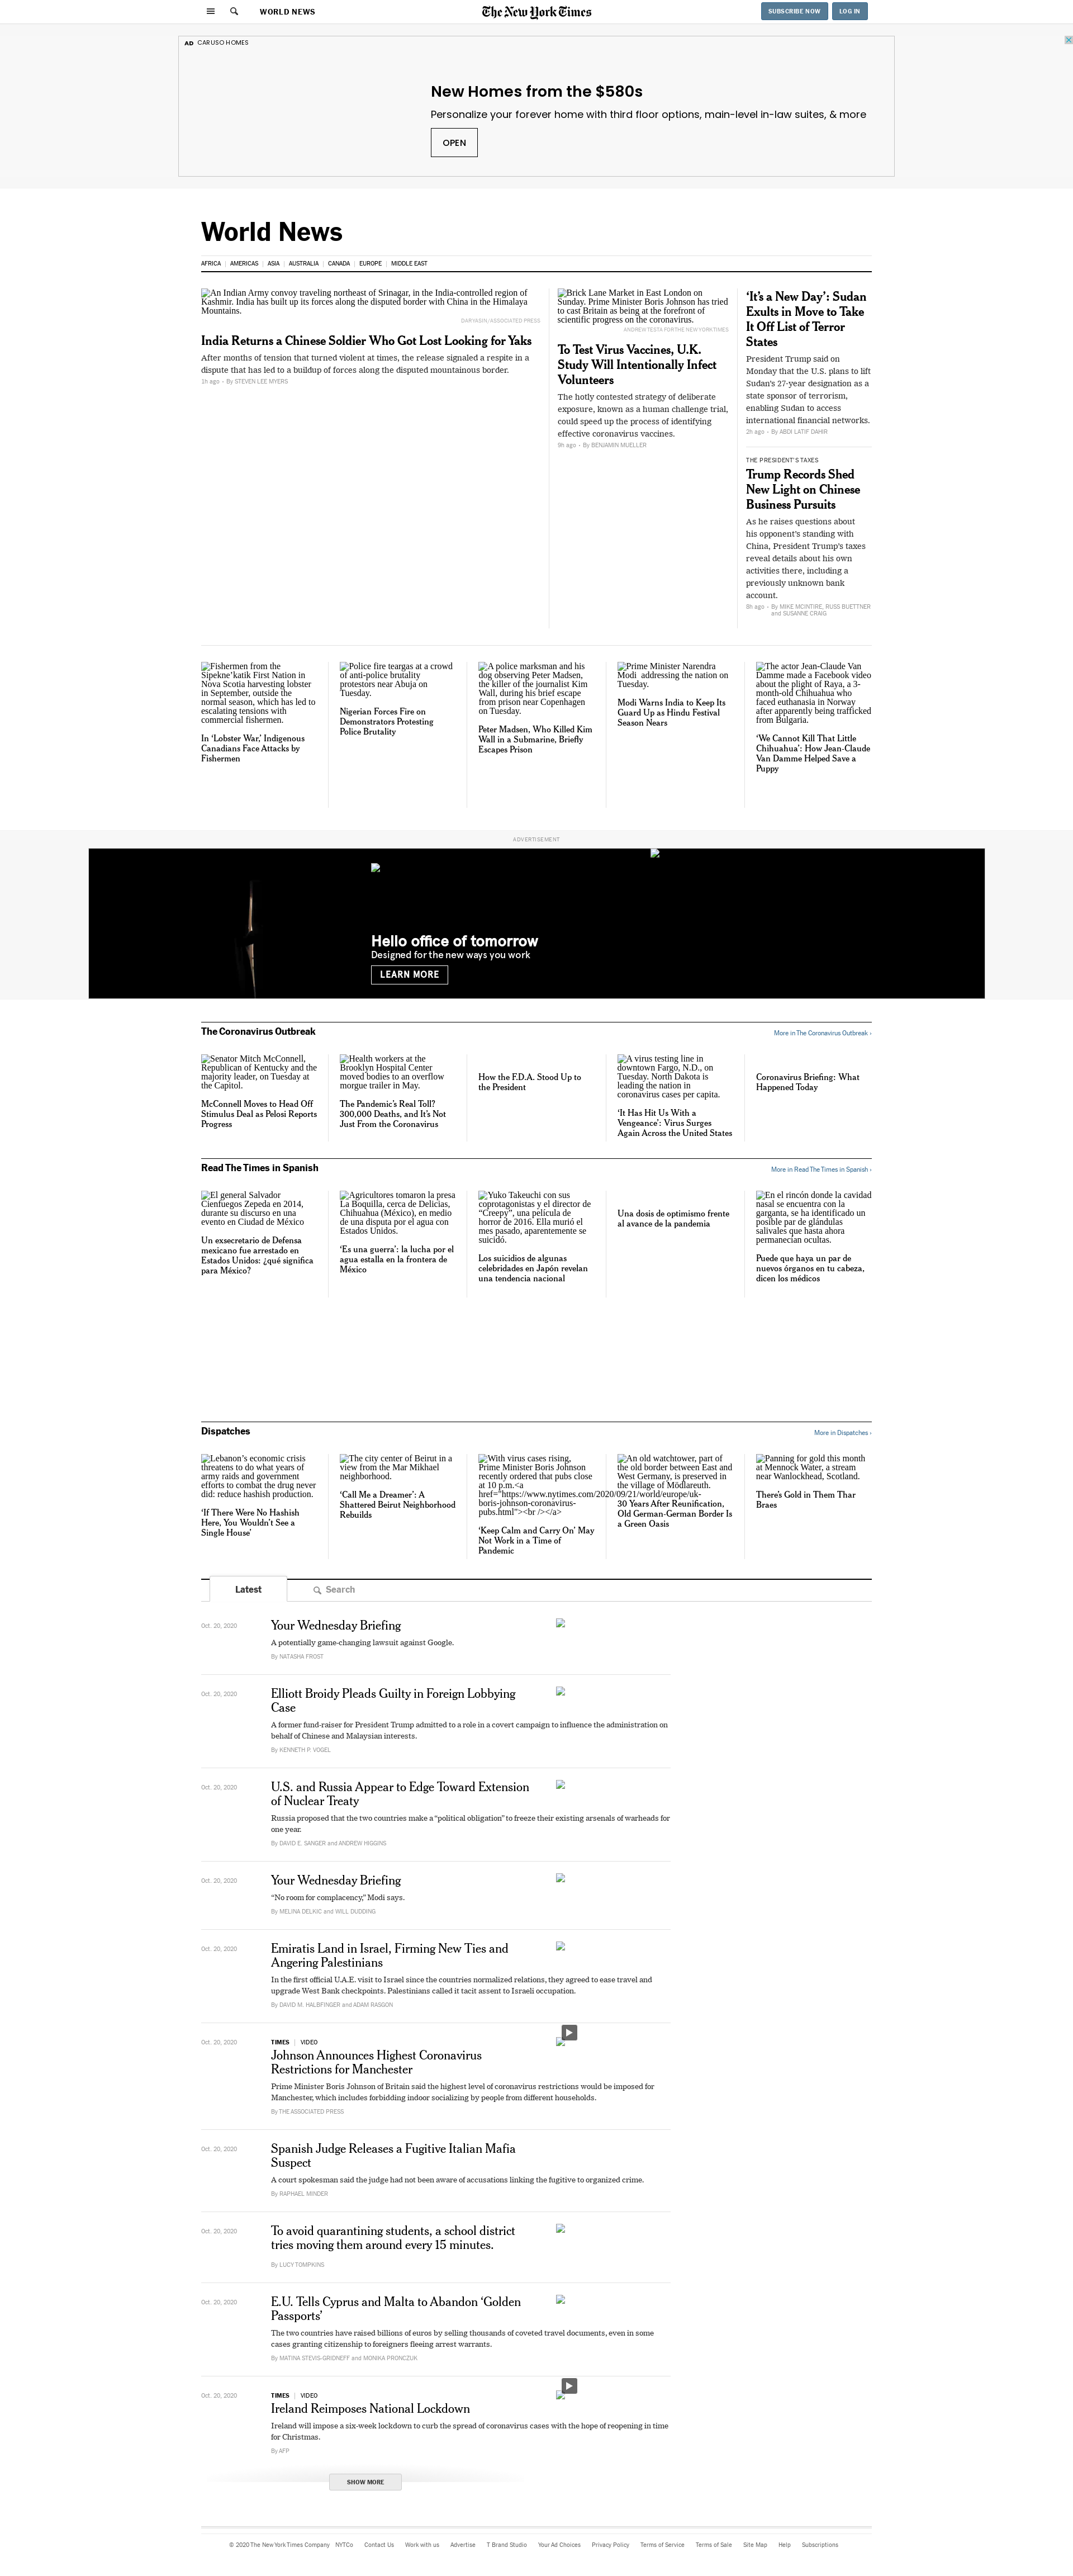 WORLD NEWS
The New York Times
SUBSCRIBE NOW
LOG IN
AD CARUSO HOMES
New Homes from the $580s
Personalize your forever home with third floor options, main-level in-law suites, & more
OPEN
World News
AFRICA | AMERICAS | ASIA | AUSTRALIA | CANADA | EUROPE | MIDDLE EAST
An Indian Army convoy traveling northeast of Srinagar, in the India-controlled region of
Kashmir. India has built up its forces along the disputed border with China in the Himalaya
Mountains.
DAR YASIN/ASSOCIATED PRESS
India Returns a Chinese Soldier Who Got Lost Looking for Yaks
After months of tension that turned violent at times, the release signaled a respite in a
dispute that has led to a buildup of forces along the disputed mountainous border.
1h ago • By STEVEN LEE MYERS
Brick Lane Market in East London on
Sunday. Prime Minister Boris Johnson has tried
to cast Britain as being at the forefront of
scientific progress on the coronavirus.
ANDREW TESTA FOR THE NEW YORK TIMES
To Test Virus Vaccines, U.K.
Study Will Intentionally Infect
Volunteers
The hotly contested strategy of deliberate
exposure, known as a human challenge trial,
could speed up the process of identifying
effective coronavirus vaccines.
9h ago • By BENJAMIN MUELLER
‘It’s a New Day’: Sudan
Exults in Move to Take
It Off List of Terror
States
President Trump said on
Monday that the U.S. plans to lift
Sudan’s 27-year designation as a
state sponsor of terrorism,
enabling Sudan to access
international financial networks.
2h ago • By ABDI LATIF DAHIR
THE PRESIDENT'S TAXES
Trump Records Shed
New Light on Chinese
Business Pursuits
As he raises questions about
his opponent’s standing with
China, President Trump’s taxes
reveal details about his own
activities there, including a
previously unknown bank
account.
8h ago • By MIKE MCINTIRE, RUSS BUETTNER
and SUSANNE CRAIG
Fishermen from the
Sipekne’katik First Nation in
Nova Scotia harvesting lobster
in September, outside the
normal season, which has led to
escalating tensions with
commercial fishermen.
In ‘Lobster War,’ Indigenous
Canadians Face Attacks by
Fishermen
Police fire teargas at a crowd
of anti-police brutality
protestors near Abuja on
Tuesday.
Nigerian Forces Fire on
Demonstrators Protesting
Police Brutality
A police marksman and his
dog observing Peter Madsen,
the killer of the journalist Kim
Wall, during his brief escape
from prison near Copenhagen
on Tuesday.
Peter Madsen, Who Killed Kim
Wall in a Submarine, Briefly
Escapes Prison
Prime Minister Narendra
Modi addressing the nation on
Tuesday.
Modi Warns India to Keep Its
Guard Up as Hindu Festival
Season Nears
The actor Jean-Claude Van
Damme made a Facebook video
about the plight of Raya, a 3-
month-old Chihuahua who
faced euthanasia in Norway
after apparently being trafficked
from Bulgaria.
‘We Cannot Kill That Little
Chihuahua’: How Jean-Claude
Van Damme Helped Save a
Puppy
ADVERTISEMENT
Hello office of tomorrow
Designed for the new ways you work
LEARN MORE
The Coronavirus Outbreak
More in The Coronavirus Outbreak ›
Senator Mitch McConnell,
Republican of Kentucky and the
majority leader, on Tuesday at
the Capitol.
McConnell Moves to Head Off
Stimulus Deal as Pelosi Reports
Progress
Health workers at the
Brooklyn Hospital Center
moved bodies to an overflow
morgue trailer in May.
The Pandemic’s Real Toll?
300,000 Deaths, and It’s Not
Just From the Coronavirus
How the F.D.A. Stood Up to
the President
A virus testing line in
downtown Fargo, N.D., on
Tuesday. North Dakota is
leading the nation in
coronavirus cases per capita.
‘It Has Hit Us With a
Vengeance’: Virus Surges
Again Across the United States
Coronavirus Briefing: What
Happened Today
Read The Times in Spanish
More in Read The Times in Spanish ›
El general Salvador
Cienfuegos Zepeda en 2014,
durante su discurso en una
evento en Ciudad de México
Un exsecretario de Defensa
mexicano fue arrestado en
Estados Unidos: ¿qué significa
para México?
Agricultores tomaron la presa
La Boquilla, cerca de Delicias,
Chihuahua (México), en medio
de una disputa por el agua con
Estados Unidos.
‘Es una guerra’: la lucha por el
agua estalla en la frontera de
México
Yuko Takeuchi con sus
coprotagonistas y el director de
“Creepy”, una película de
horror de 2016. Ella murió el
mes pasado, aparentemente se
suicidó.
Los suicidios de algunas
celebridades en Japón revelan
una tendencia nacional
Una dosis de optimismo frente
al avance de la pandemia
En el rincón donde la cavidad
nasal se encuentra con la
garganta, se ha identificado un
posible par de glándulas
salivales que hasta ahora
permanecían ocultas.
Puede que haya un par de
nuevos órganos en tu cabeza,
dicen los médicos
Dispatches
More in Dispatches ›
Lebanon’s economic crisis
threatens to do what years of
army raids and government
efforts to combat the drug never
did: reduce hashish production.
‘If There Were No Hashish
Here, You Wouldn’t See a
Single House’
The city center of Beirut in a
view from the Mar Mikhael
neighborhood.
‘Call Me a Dreamer’: A
Shattered Beirut Neighborhood
Rebuilds
With virus cases rising,
Prime Minister Boris Johnson
recently ordered that pubs close
at 10 p.m.<a
href="https://www.nytimes.com/2020/09/21/world/europe/uk-
boris-johnson-coronavirus-
pubs.html"><br /></a>
‘Keep Calm and Carry On’ May
Not Work in a Time of
Pandemic
An old watchtower, part of
the old border between East and
West Germany, is preserved in
the village of Mödlareuth.
30 Years After Reunification,
Old German-German Border Is
a Green Oasis
Panning for gold this month
at Mennock Water, a stream
near Wanlockhead, Scotland.
There’s Gold in Them Thar
Braes
Latest
Search
Oct. 20, 2020
Your Wednesday Briefing
A potentially game-changing lawsuit against Google.
By NATASHA FROST
Oct. 20, 2020
Elliott Broidy Pleads Guilty in Foreign Lobbying
Case
A former fund-raiser for President Trump admitted to a role in a covert campaign to influence the administration on
behalf of Chinese and Malaysian interests.
By KENNETH P. VOGEL
Oct. 20, 2020
U.S. and Russia Appear to Edge Toward Extension
of Nuclear Treaty
Russia proposed that the two countries make a “political obligation” to freeze their existing arsenals of warheads for
one year.
By DAVID E. SANGER and ANDREW HIGGINS
Oct. 20, 2020
Your Wednesday Briefing
“No room for complacency,” Modi says.
By MELINA DELKIC and WILL DUDDING
Oct. 20, 2020
Emiratis Land in Israel, Firming New Ties and
Angering Palestinians
In the first official U.A.E. visit to Israel since the countries normalized relations, they agreed to ease travel and
upgrade West Bank checkpoints. Palestinians called it tacit assent to Israeli occupation.
By DAVID M. HALBFINGER and ADAM RASGON
Oct. 20, 2020
TIMES | VIDEO
Johnson Announces Highest Coronavirus
Restrictions for Manchester
Prime Minister Boris Johnson of Britain said the highest level of coronavirus restrictions would be imposed for
Manchester, which includes forbidding indoor socializing by people from different households.
By THE ASSOCIATED PRESS
Oct. 20, 2020
Spanish Judge Releases a Fugitive Italian Mafia
Suspect
A court spokesman said the judge had not been aware of accusations linking the fugitive to organized crime.
By RAPHAEL MINDER
Oct. 20, 2020
To avoid quarantining students, a school district
tries moving them around every 15 minutes.
By LUCY TOMPKINS
Oct. 20, 2020
E.U. Tells Cyprus and Malta to Abandon ‘Golden
Passports’
The two countries have raised billions of euros by selling thousands of coveted travel documents, even in some
cases granting citizenship to foreigners fleeing arrest warrants.
By MATINA STEVIS-GRIDNEFF and MONIKA PRONCZUK
Oct. 20, 2020
TIMES | VIDEO
Ireland Reimposes National Lockdown
Ireland will impose a six-week lockdown to curb the spread of coronavirus cases with the hope of reopening in time
for Christmas.
By AFP
SHOW MORE
© 2020 The New York Times Company NYTCo Contact Us Work with us Advertise T Brand Studio Your Ad Choices Privacy Policy Terms of Service Terms of Sale Site Map Help Subscriptions